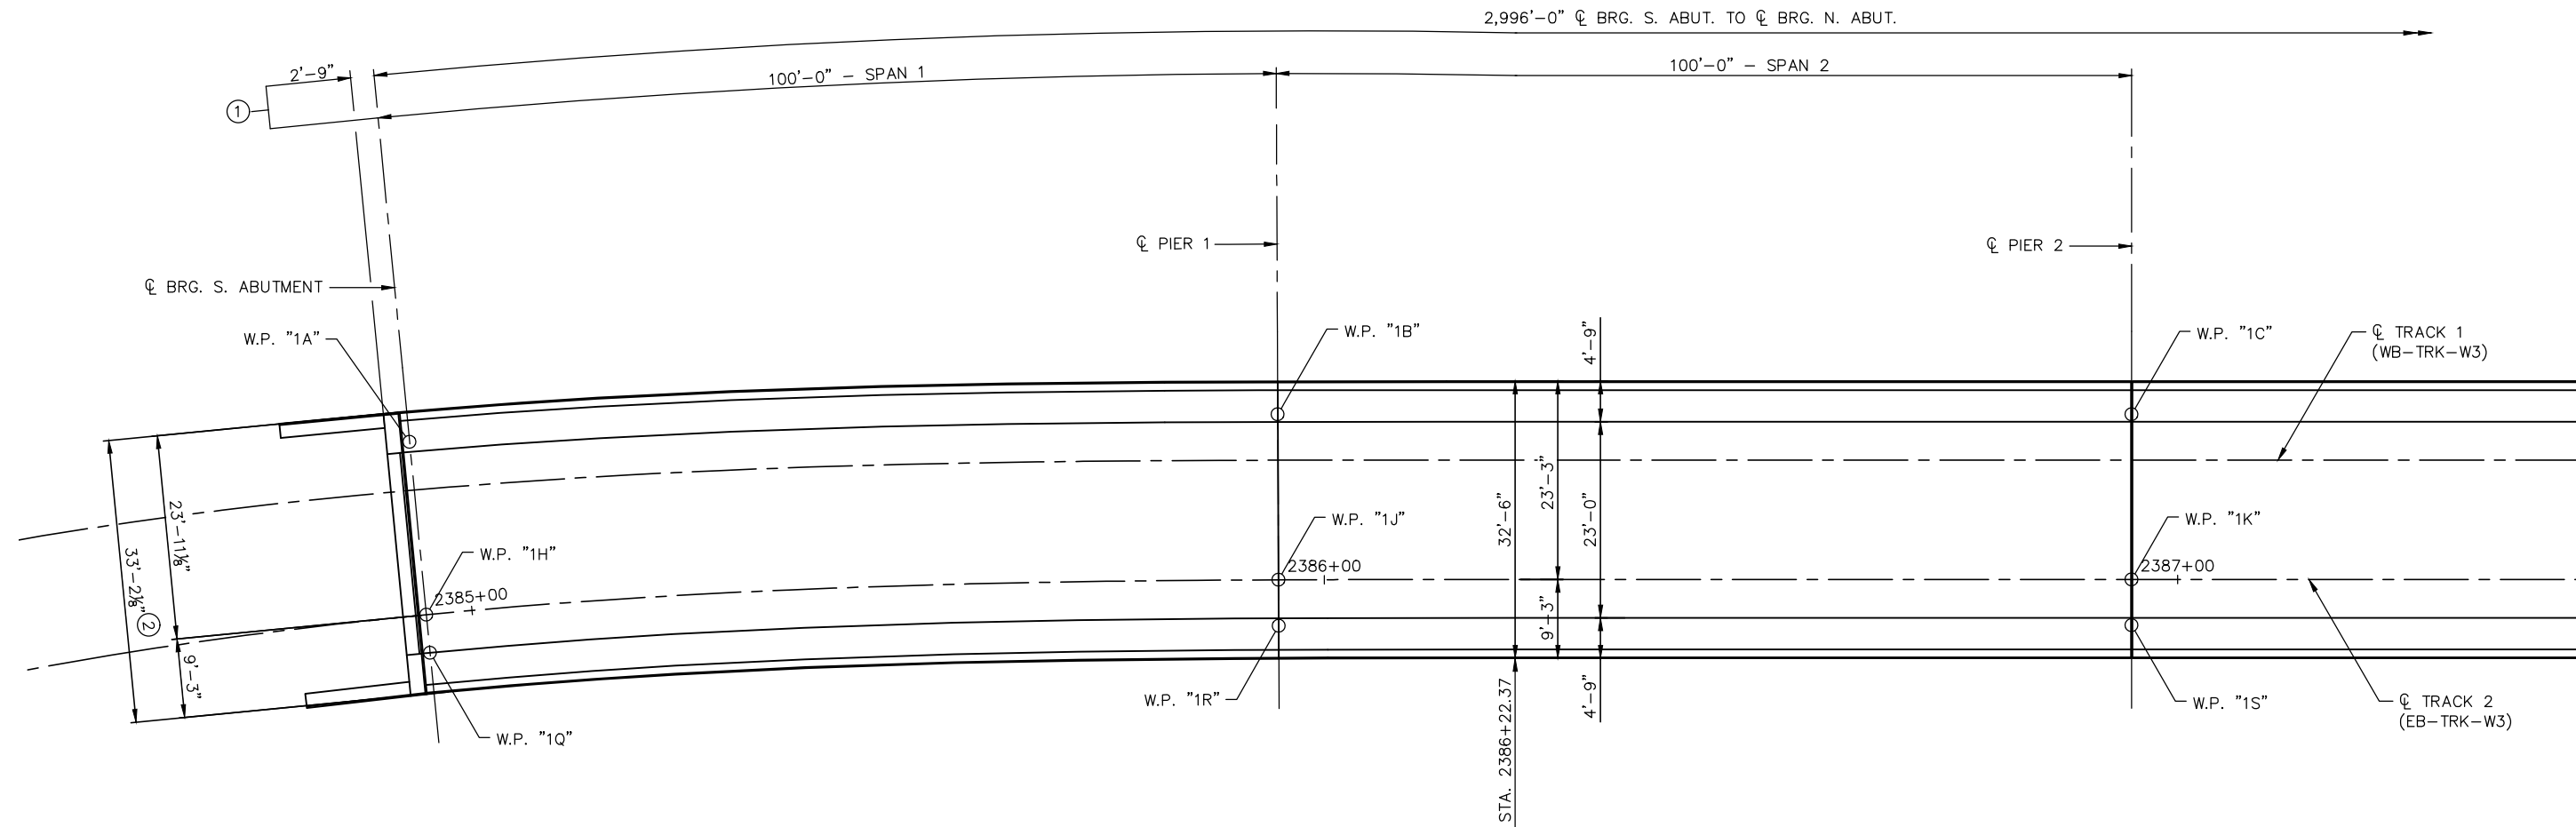 2,996'-0" ℄ BRG. S. ABUT. TO ℄ BRG. N. ABUT.
2'-9"
100'-0" - SPAN 1
100'-0" - SPAN 2
1
℄ PIER 1
℄ PIER 2
℄ BRG. S. ABUTMENT
W.P. "1A"
W.P. "1B"
4'-9"
W.P. "1C"
℄ TRACK 1
(WB-TRK-W3)
23'-3"
32'-6"
23'-0"
23'-11⅛"
33'-2⅛"
2
W.P. "1H"
2385+00
W.P. "1J"
2386+00
W.P. "1K"
2387+00
9'-3"
9'-3"
W.P. "1Q"
W.P. "1R"
4'-9"
STA. 2386+22.37
W.P. "1S"
℄ TRACK 2
(EB-TRK-W3)